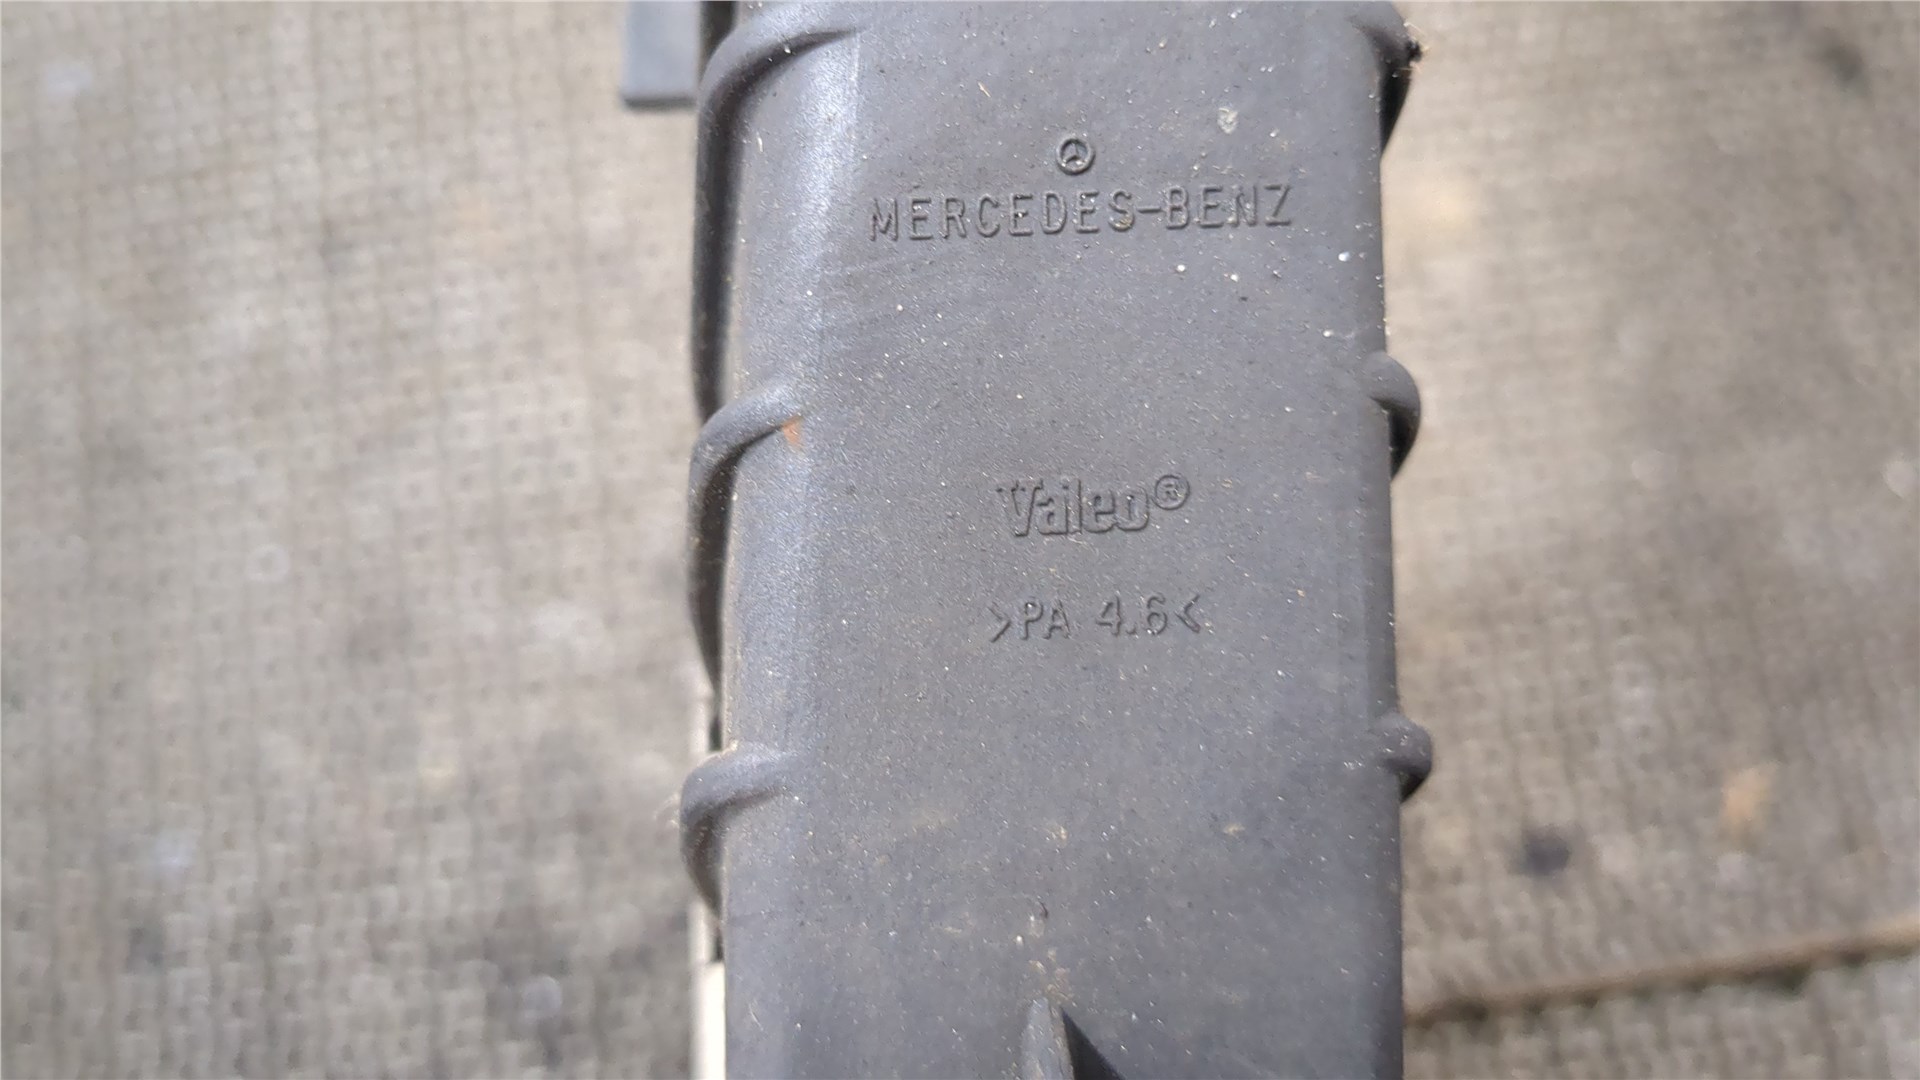 MERCEDES-BENZ
Valeo®
>PA 4.6<